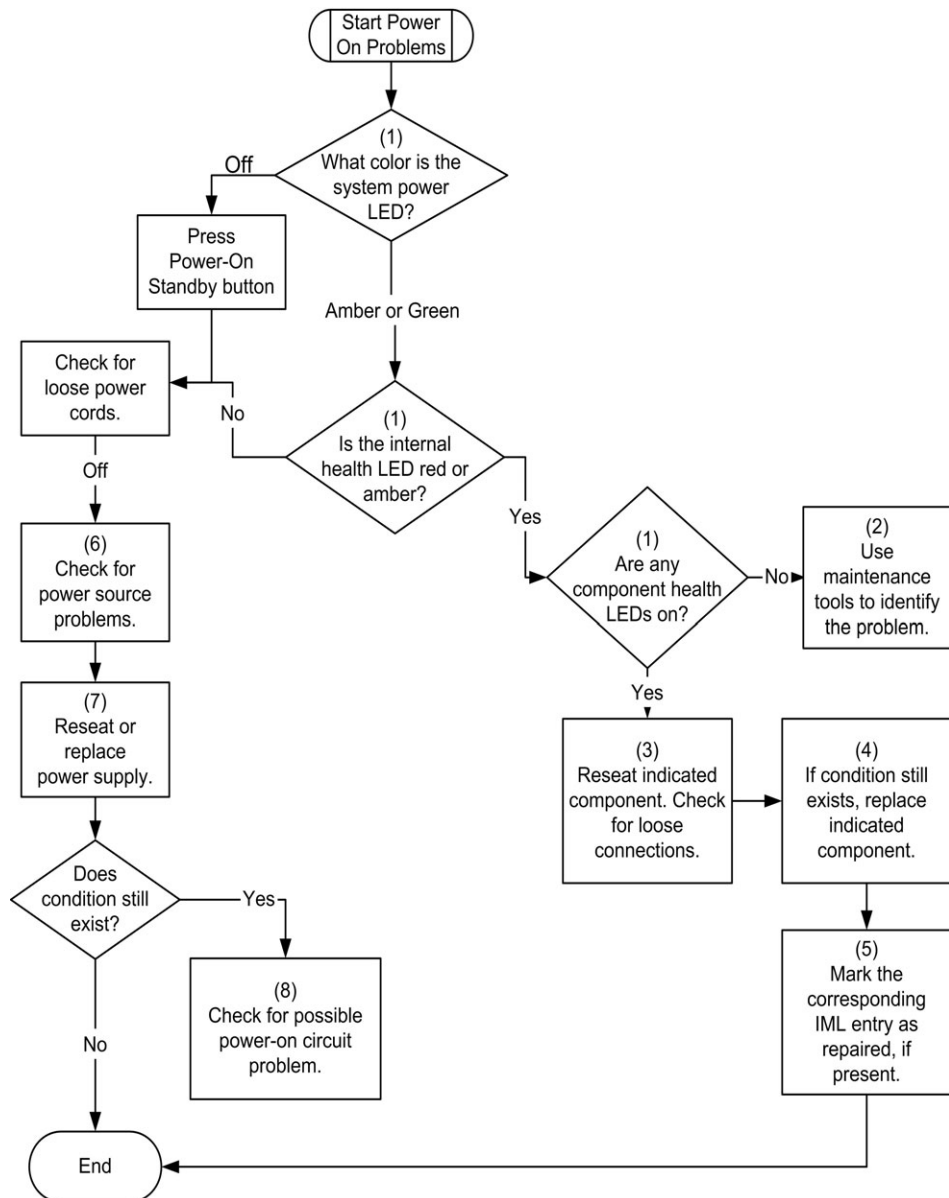 Start Power
On Problems
(1)
What color is the
system power
LED?
Off
Press
Power-On
Standby button
Amber or Green
Check for
loose power
cords.
No
(1)
Is the internal
health LED red or
amber?
Off
Yes
(6)
Check for
power source
problems.
(1)
Are any
component health
LEDs on?
No
(2)
Use
maintenance
tools to identify
the problem.
Yes
(7)
Reseat or
replace
power supply.
(3)
Reseat indicated
component. Check
for loose
connections.
(4)
If condition still
exists, replace
indicated
component.
Does
condition still
exist?
Yes
(8)
Check for possible
power-on circuit
problem.
(5)
Mark the
corresponding
IML entry as
repaired, if
present.
No
End